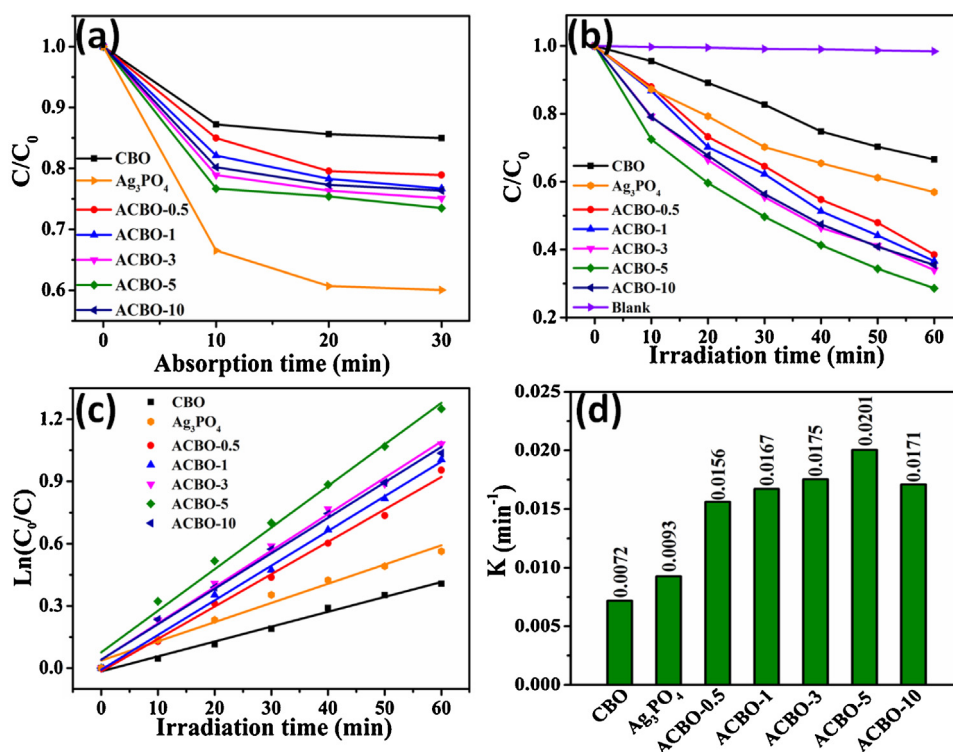 (a)
C/C₀
1.0
0.9
0.8
0.7
0.6
CBO
Ag₃PO₄
ACBO-0.5
ACBO-1
ACBO-3
ACBO-5
ACBO-10
0 10 20 30
Absorption time (min)
(b)
C/C₀
1.0
0.8
0.6
0.4
0.2
CBO
Ag₃PO₄
ACBO-0.5
ACBO-1
ACBO-3
ACBO-5
ACBO-10
Blank
0 10 20 30 40 50 60
Irradiation time (min)
(c)
Ln(C₀/C)
1.2
0.9
0.6
0.3
0.0
CBO
Ag₃PO₄
ACBO-0.5
ACBO-1
ACBO-3
ACBO-5
ACBO-10
0 10 20 30 40 50 60
Irradiation time (min)
(d)
K (min⁻¹)
0.025
0.020
0.015
0.010
0.005
0.000
0.0072
0.0093
0.0156
0.0167
0.0175
0.0201
0.0171
CBO
Ag₃PO₄
ACBO-0.5
ACBO-1
ACBO-3
ACBO-5
ACBO-10